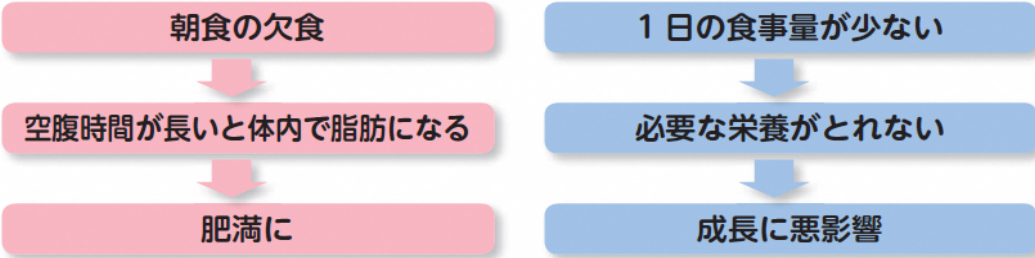 朝食の欠食
空腹時間が長いと体内で脂肪になる
肥満に
1日の食事量が少ない
必要な栄養がとれない
成長に悪影響